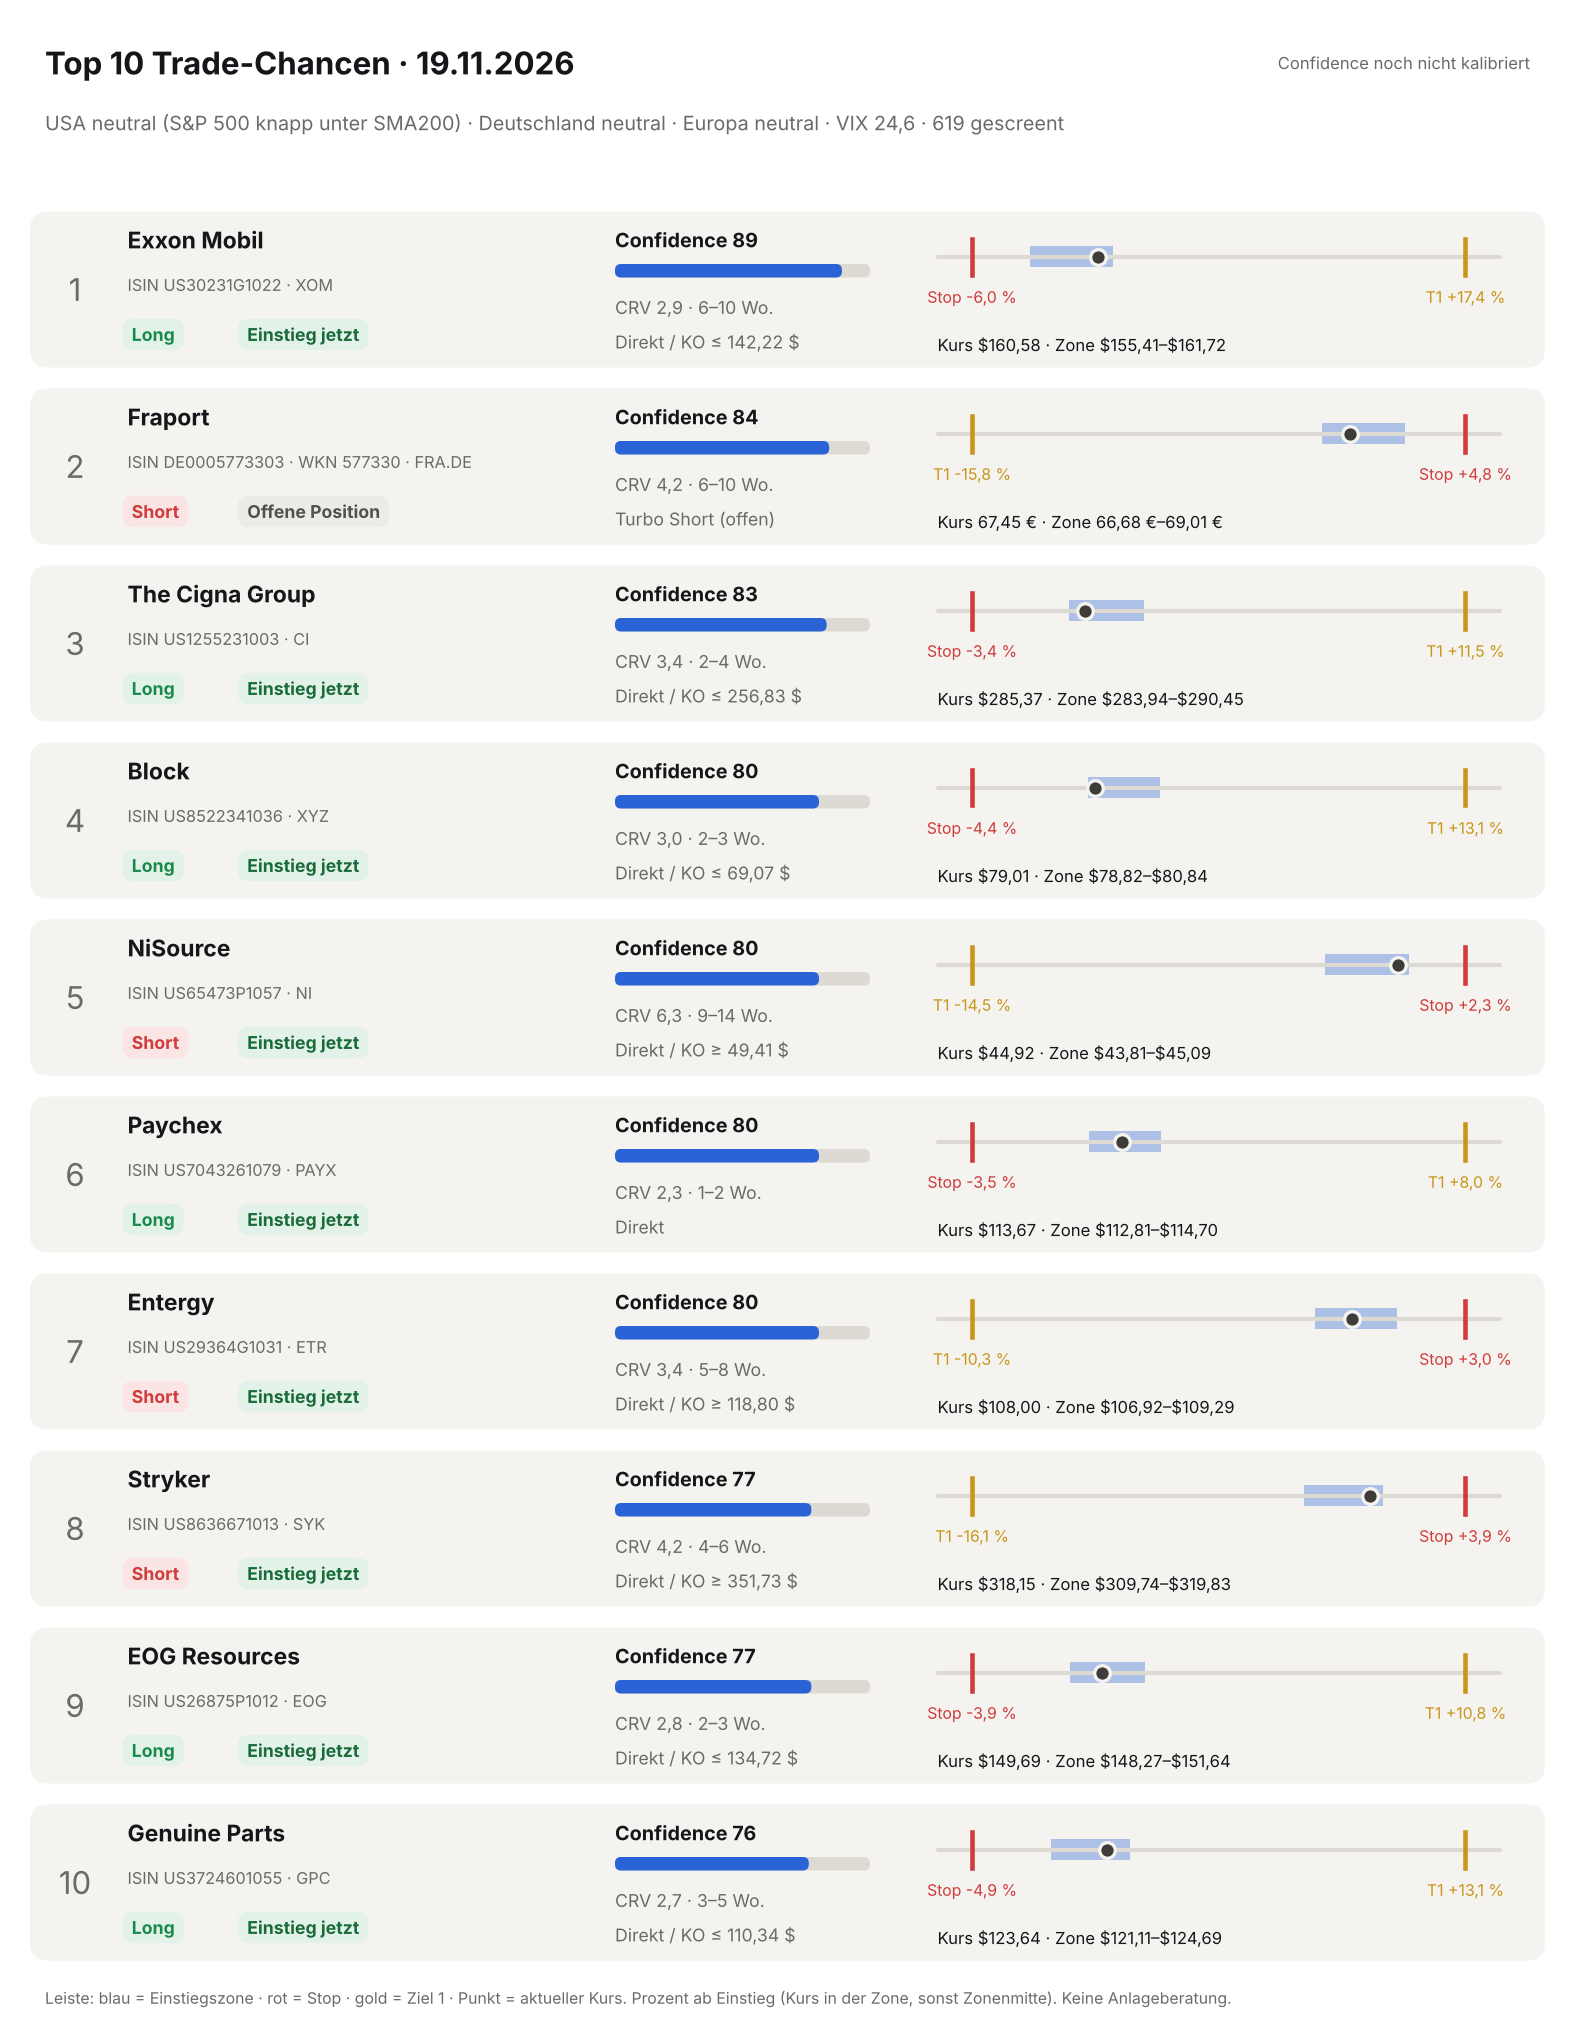 Top 10 Trade-Chancen · 19.11.2026
Confidence noch nicht kalibriert
USA neutral (S&P 500 knapp unter SMA200) · Deutschland neutral · Europa neutral · VIX 24,6 · 619 gescreent
1
Exxon Mobil
ISIN US30231G1022 · XOM
Long
Einstieg jetzt
Confidence 89
CRV 2,9 · 6–10 Wo.
Direkt / KO ≤ 142,22 $
Stop -6,0 %
T1 +17,4 %
Kurs $160,58 · Zone $155,41–$161,72
2
Fraport
ISIN DE0005773303 · WKN 577330 · FRA.DE
Short
Offene Position
Confidence 84
CRV 4,2 · 6–10 Wo.
Turbo Short (offen)
T1 -15,8 %
Stop +4,8 %
Kurs 67,45 € · Zone 66,68 €–69,01 €
3
The Cigna Group
ISIN US1255231003 · CI
Long
Einstieg jetzt
Confidence 83
CRV 3,4 · 2–4 Wo.
Direkt / KO ≤ 256,83 $
Stop -3,4 %
T1 +11,5 %
Kurs $285,37 · Zone $283,94–$290,45
4
Block
ISIN US8522341036 · XYZ
Long
Einstieg jetzt
Confidence 80
CRV 3,0 · 2–3 Wo.
Direkt / KO ≤ 69,07 $
Stop -4,4 %
T1 +13,1 %
Kurs $79,01 · Zone $78,82–$80,84
5
NiSource
ISIN US65473P1057 · NI
Short
Einstieg jetzt
Confidence 80
CRV 6,3 · 9–14 Wo.
Direkt / KO ≥ 49,41 $
T1 -14,5 %
Stop +2,3 %
Kurs $44,92 · Zone $43,81–$45,09
6
Paychex
ISIN US7043261079 · PAYX
Long
Einstieg jetzt
Confidence 80
CRV 2,3 · 1–2 Wo.
Direkt
Stop -3,5 %
T1 +8,0 %
Kurs $113,67 · Zone $112,81–$114,70
7
Entergy
ISIN US29364G1031 · ETR
Short
Einstieg jetzt
Confidence 80
CRV 3,4 · 5–8 Wo.
Direkt / KO ≥ 118,80 $
T1 -10,3 %
Stop +3,0 %
Kurs $108,00 · Zone $106,92–$109,29
8
Stryker
ISIN US8636671013 · SYK
Short
Einstieg jetzt
Confidence 77
CRV 4,2 · 4–6 Wo.
Direkt / KO ≥ 351,73 $
T1 -16,1 %
Stop +3,9 %
Kurs $318,15 · Zone $309,74–$319,83
9
EOG Resources
ISIN US26875P1012 · EOG
Long
Einstieg jetzt
Confidence 77
CRV 2,8 · 2–3 Wo.
Direkt / KO ≤ 134,72 $
Stop -3,9 %
T1 +10,8 %
Kurs $149,69 · Zone $148,27–$151,64
10
Genuine Parts
ISIN US3724601055 · GPC
Long
Einstieg jetzt
Confidence 76
CRV 2,7 · 3–5 Wo.
Direkt / KO ≤ 110,34 $
Stop -4,9 %
T1 +13,1 %
Kurs $123,64 · Zone $121,11–$124,69
Leiste: blau = Einstiegszone · rot = Stop · gold = Ziel 1 · Punkt = aktueller Kurs. Prozent ab Einstieg (Kurs in der Zone, sonst Zonenmitte). Keine Anlageberatung.